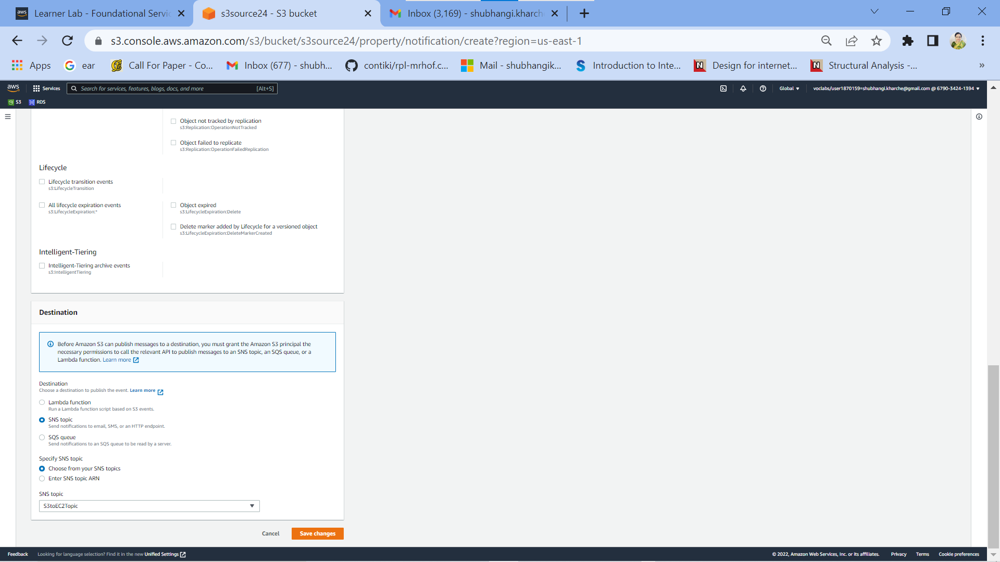 aws Learner Lab - Foundational Servic
s3source24 - S3 bucket
Inbox (3,169) - shubhangi.kharch
s3.console.aws.amazon.com/s3/bucket/s3source24/property/notification/create?region=us-east-1
Apps
ear
Call For Paper - Co...
Inbox (677) - shubh...
contiki/rpl-mrhof.c...
Mail - shubhangik...
Introduction to Inte...
Design for internet...
Structural Analysis -...
»
aws
Services
Search for services, features, blogs, docs, and more [Alt+S]
Global
voclabs/user1870159=shubhangi.kharche@gmail.com @ 6790-3424-1394
S3
RDS
Object not tracked by replication
s3:Replication:OperationNotTracked
Object failed to replicate
s3:Replication:OperationFailedReplication
Lifecycle
Lifecycle transition events
s3:LifecycleTransition
All lifecycle expiration events
s3:LifecycleExpiration:*
Object expired
s3:LifecycleExpiration:Delete
Delete marker added by Lifecycle for a versioned object
s3:LifecycleExpiration:DeleteMarkerCreated
Intelligent-Tiering
Intelligent-Tiering archive events
s3:IntelligentTiering
Destination
Before Amazon S3 can publish messages to a destination, you must grant the Amazon S3 principal the
necessary permissions to call the relevant API to publish messages to an SNS topic, an SQS queue, or a
Lambda function. Learn more
Destination
Choose a destination to publish the event. Learn more
Lambda function
Run a Lambda function script based on S3 events.
SNS topic
Send notifications to email, SMS, or an HTTP endpoint.
SQS queue
Send notifications to an SQS queue to be read by a server.
Specify SNS topic
Choose from your SNS topics
Enter SNS topic ARN
SNS topic
S3toEC2Topic
Cancel
Save changes
Feedback
Looking for language selection? Find it in the new Unified Settings
© 2022, Amazon Web Services, Inc. or its affiliates.
Privacy
Terms
Cookie preferences